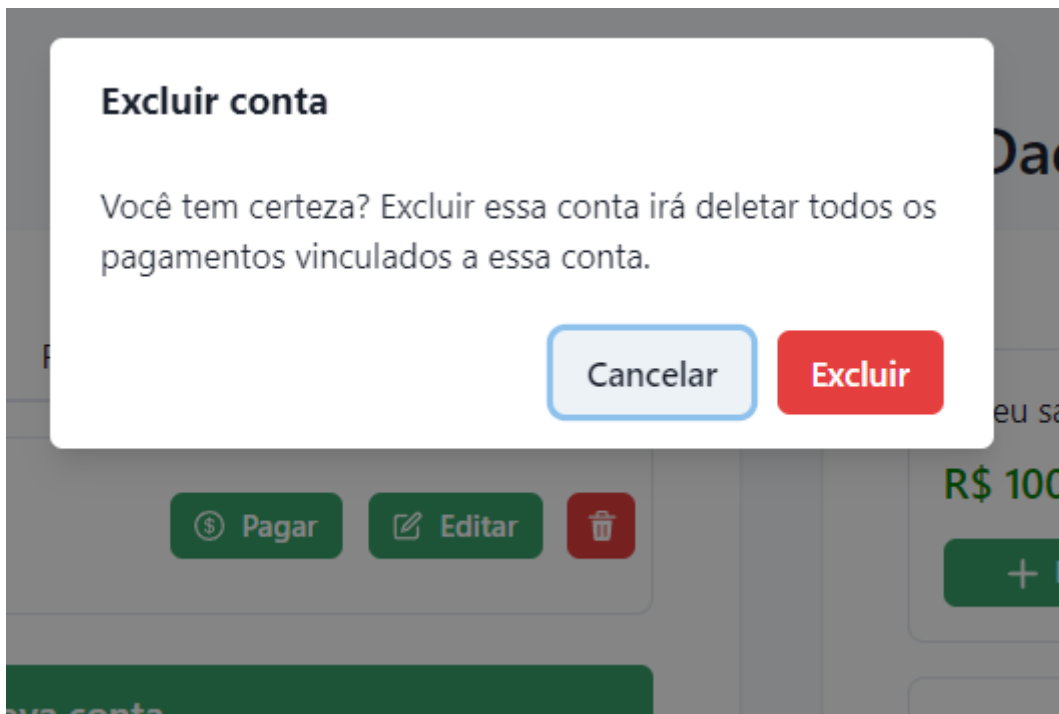 Excluir conta
Você tem certeza? Excluir essa conta irá deletar todos os
pagamentos vinculados a essa conta.
Cancelar
Excluir
R$ 100
Pagar
Editar
conta